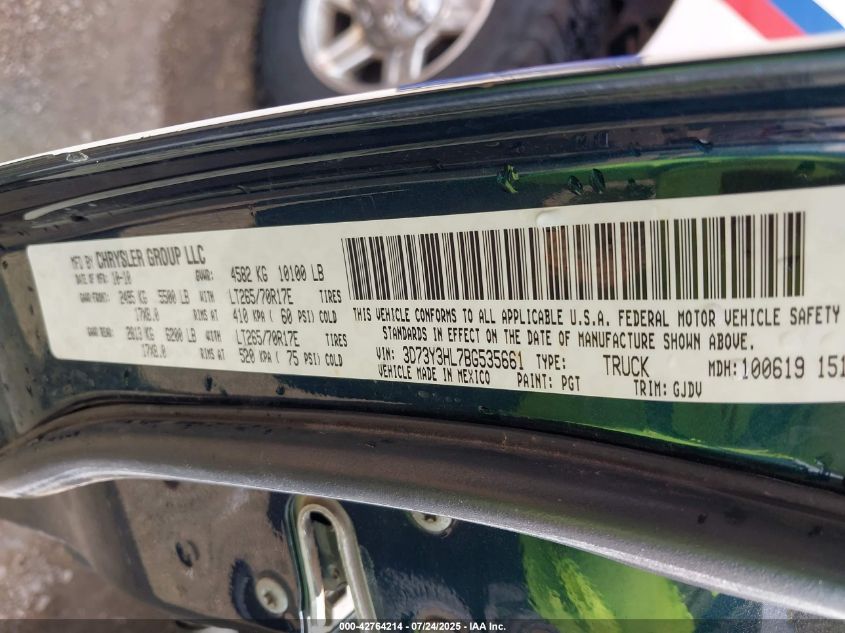 MFD BY CHRYSLER GROUP LLC
DATE OF MFR: 10-10 GVWR: 4582 KG 10100 LB
GAWR FRONT: 2495 KG 5500 LB WITH LT265/70R17E TIRES
17X8.0 RIMS AT 410 KPA ( 60 PSI) COLD
GAWR REAR: 2813 KG 6200 LB WITH LT265/70R17E TIRES
17X8.0 RIMS AT 520 KPA ( 75 PSI) COLD
THIS VEHICLE CONFORMS TO ALL APPLICABLE U.S.A. FEDERAL MOTOR VEHICLE SAFETY
STANDARDS IN EFFECT ON THE DATE OF MANUFACTURE SHOWN ABOVE.
VIN: 3D73Y3HL7BG535661 TYPE: TRUCK MDH: 100619 151
VEHICLE MADE IN MEXICO PAINT: PGT TRIM: GJDV
000-42764214 - 07/24/2025 - IAA Inc.